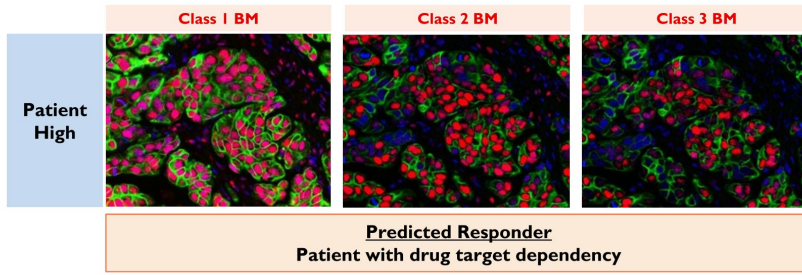 Class 1 BM
Class 2 BM
Class 3 BM
Patient
High
Predicted Responder
Patient with drug target dependency